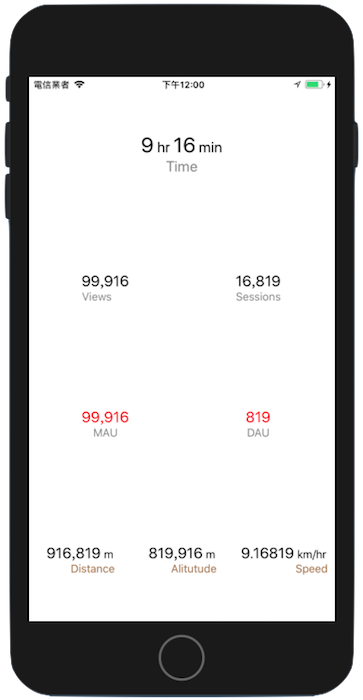 電信業者 下午12:00
9 hr 16 min
Time
99,916 16,819
Views Sessions
99,916 819
MAU DAU
916,819 m 819,916 m 9.16819 km/hr
Distance Alitutude Speed